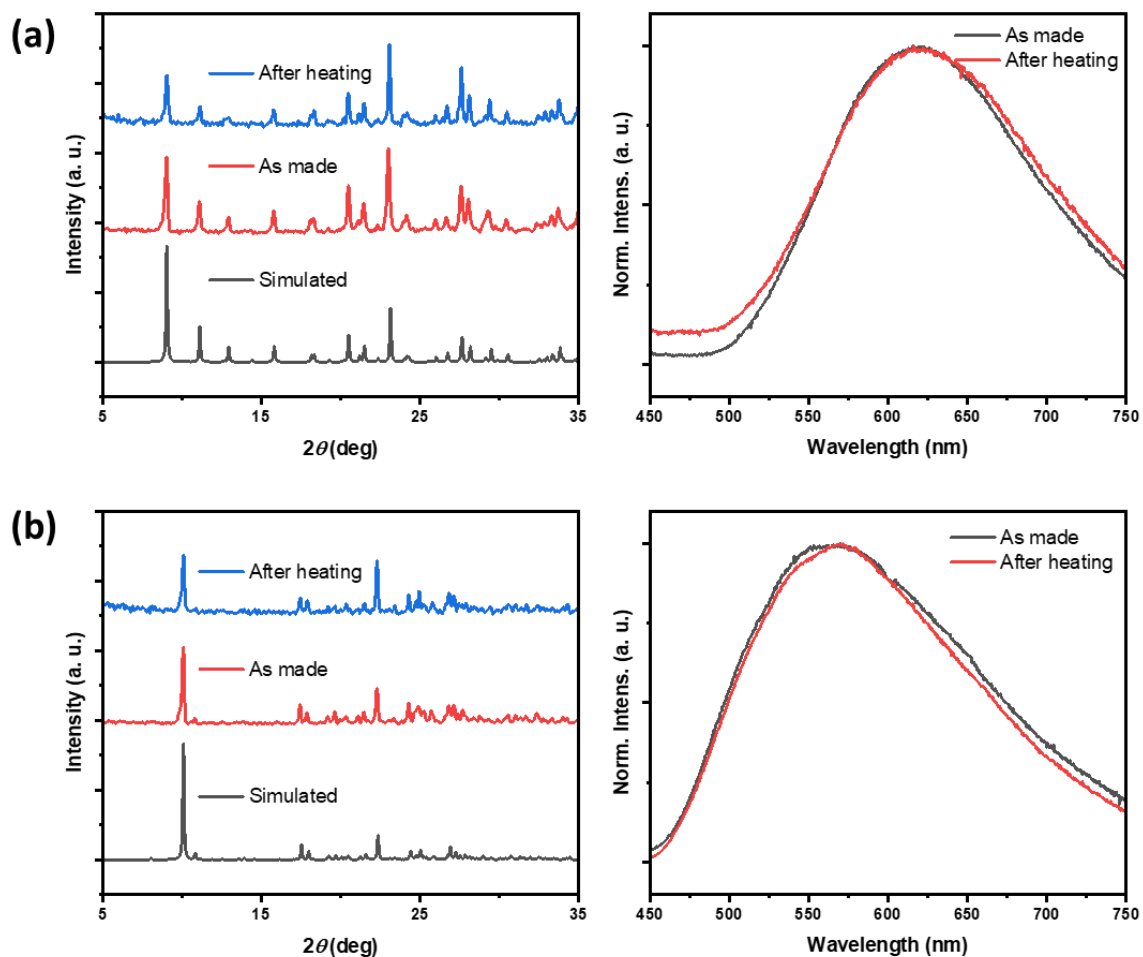 (a)
After heating
As made
Simulated
Intensity (a. u.)
5 15 25 35
2θ (deg)
As made
After heating
Norm. Intens. (a. u.)
450 500 550 600 650 700 750
Wavelength (nm)
(b)
After heating
As made
Simulated
Intensity (a. u.)
5 15 25 35
2θ (deg)
As made
After heating
Norm. Intens. (a. u.)
450 500 550 600 650 700 750
Wavelength (nm)